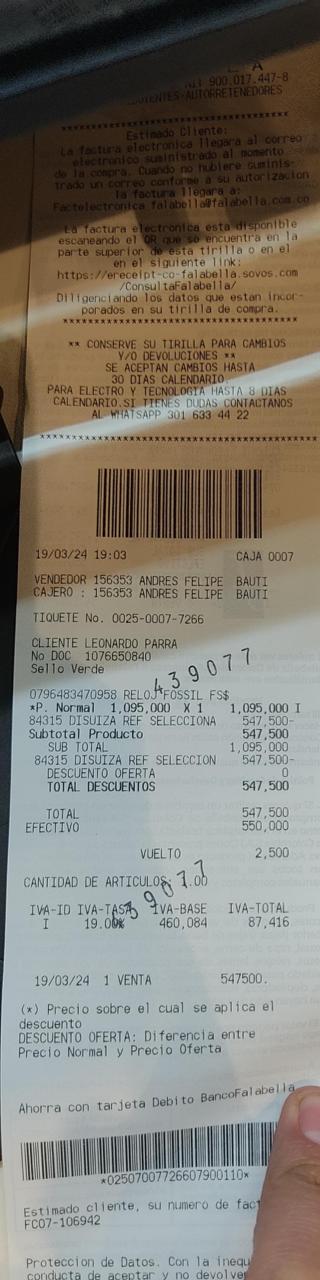 NIT 900.017.447-8
-AUTORRETENEDORES
****************************************
Estimado Cliente:
La factura electronica llegara al correo
electronico suministrado al momento
de la compra. Cuando no hubiere suminis-
trado un correo conforme a su autorizacion
la factura llegara a:
Factelectronica falabella@falabella.com.co
La factura electronica esta disponible
escaneando el QR que se encuentra en la
parte superior de esta tirilla o en el
en el siguiente link:
https://ereceipt-co-falabella.sovos.com
/ConsultaFalabella/
Diligenciando los datos que estan incor-
porados en su tirilla de compra.
****************************************
** CONSERVE SU TIRILLA PARA CAMBIOS
Y/O DEVOLUCIONES **
SE ACEPTAN CAMBIOS HASTA
30 DIAS CALENDARIO.
PARA ELECTRO Y TECNOLOGIA HASTA 8 DIAS
CALENDARIO.SI TIENES DUDAS CONTACTANOS
AL WHATSAPP 301 633 44 22
****************************************
19/03/24 19:03 CAJA 0007
VENDEDOR 156353 ANDRES FELIPE BAUTI
CAJERO : 156353 ANDRES FELIPE BAUTI
TIQUETE No. 0025-0007-7266
CLIENTE LEONARDO PARRA
No DOC 1076650840
Sello Verde
439077
0796483470958 RELOJ FOSSIL FS$
*P. Normal 1,095,000 X 1 1,095,000 I
84315 DISUIZA REF SELECCIONA 547,500-
Subtotal Producto 547,500
SUB TOTAL 1,095,000
84315 DISUIZA REF SELECCION 547,500-
DESCUENTO OFERTA 0
TOTAL DESCUENTOS 547,500
TOTAL 547,500
EFECTIVO 550,000
VUELTO 2,500
CANTIDAD DE ARTICULOS: 1.00
439077
IVA-ID IVA-TASA IVA-BASE IVA-TOTAL
I 19.00% 460,084 87,416
19/03/24 1 VENTA 547500.
(*) Precio sobre el cual se aplica el
descuento
DESCUENTO OFERTA: Diferencia entre
Precio Normal y Precio Oferta
Ahorra con tarjeta Debito BancoFalabella
*02507007726607900110*
Estimado cliente, su numero de fact
FC07-106942
Proteccion de Datos. Con la inequ
conducta de aceptar y no devolver